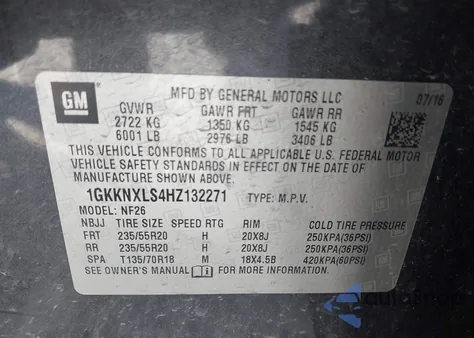 GM
MFD BY GENERAL MOTORS LLC 07/16
GVWR GAWR FRT GAWR RR
2722 KG 1350 KG 1545 KG
6001 LB 2976 LB 3406 LB
THIS VEHICLE CONFORMS TO ALL APPLICABLE U.S. FEDERAL MOTOR
VEHICLE SAFETY STANDARDS IN EFFECT ON THE DATE OF
MANUFACTURE SHOWN ABOVE.
1GKKNXLS4HZ132271 TYPE: M.P.V.
MODEL: NF26
NBJJ TIRE SIZE SPEED RTG RIM COLD TIRE PRESSURE
FRT 235/55R20 H 20X8J 250KPA(36PSI)
RR 235/55R20 H 20X8J 250KPA(36PSI)
SPA T135/70R18 M 18X4.5B 420KPA(60PSI)
SEE OWNER'S MANUAL FOR MORE INFORMATION.